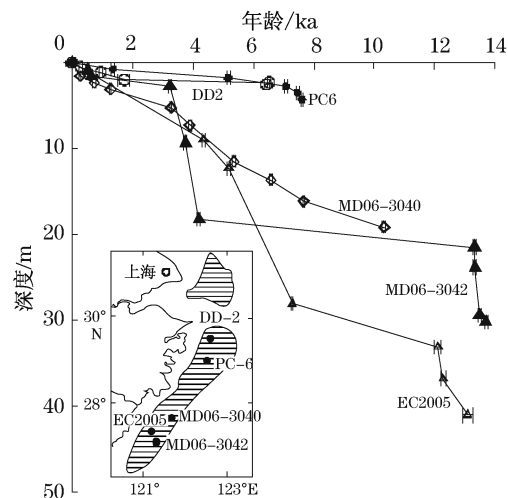 年龄/ka
0 2 4 6 8 10 12 14
DD2
PC6
10
MD06-3040
20
深度/m
MD06-3042
上海
30
30°
N
DD-2
PC-6
28°
EC2005
MD06-3040
EC2005
MD06-3042
40
121° 123°E
50